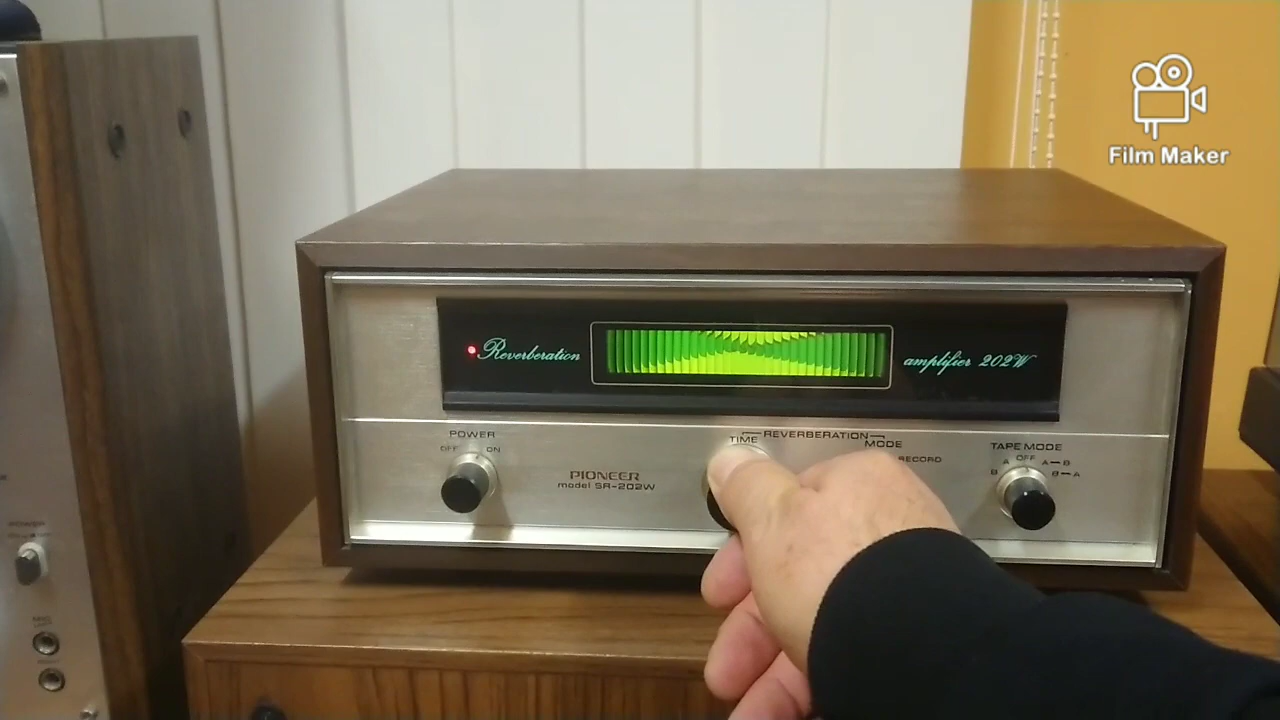 Film Maker
Reverberation
amplifier 202W
POWER
OFF ON
PIONEER
model SR-202W
REVERBERATION
TIME MODE
RECORD
TAPE MODE
OFF
A A-B
B B-A
POWER